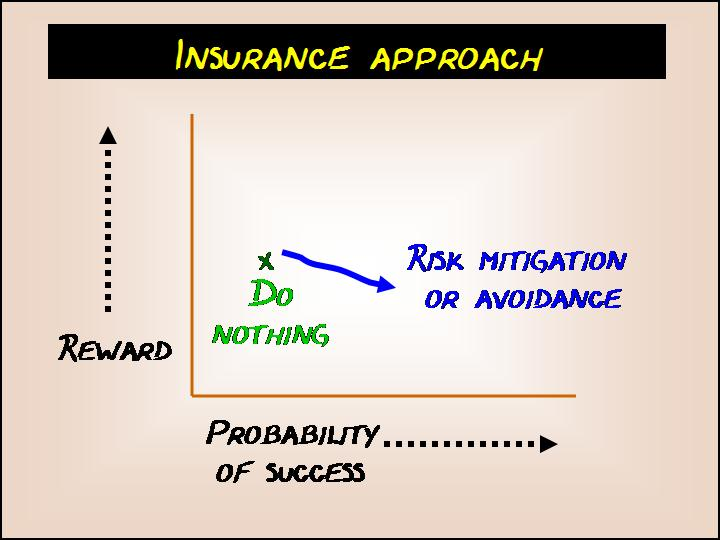 Insurance approach
x
Do
nothing
Risk mitigation
or avoidance
Reward
Probability
of success